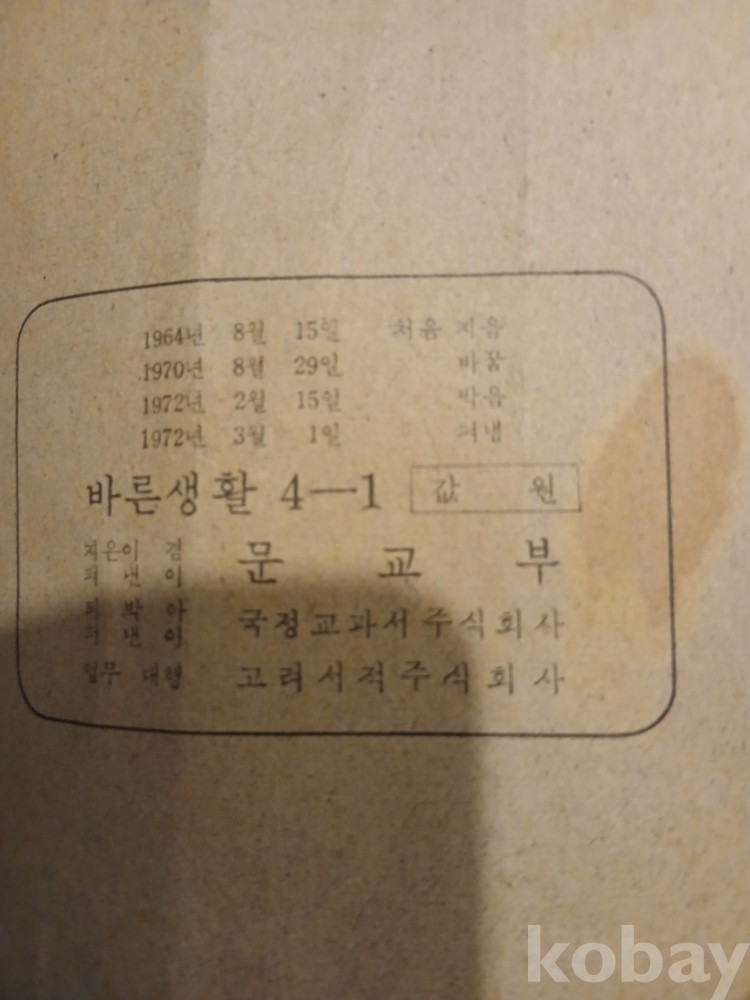 1964년 8월 15일 처음 지음
1970년 8월 29일 바꿈
1972년 2월 15일 박음
1972년 3월 1일 펴냄
바른생활 4—1 값 원
지은이 겸
펴 낸 이 문 교 부
되 박 아
펴 낸 이 국정교과서주식회사
업무 대행 고려서적주식회사
kobay